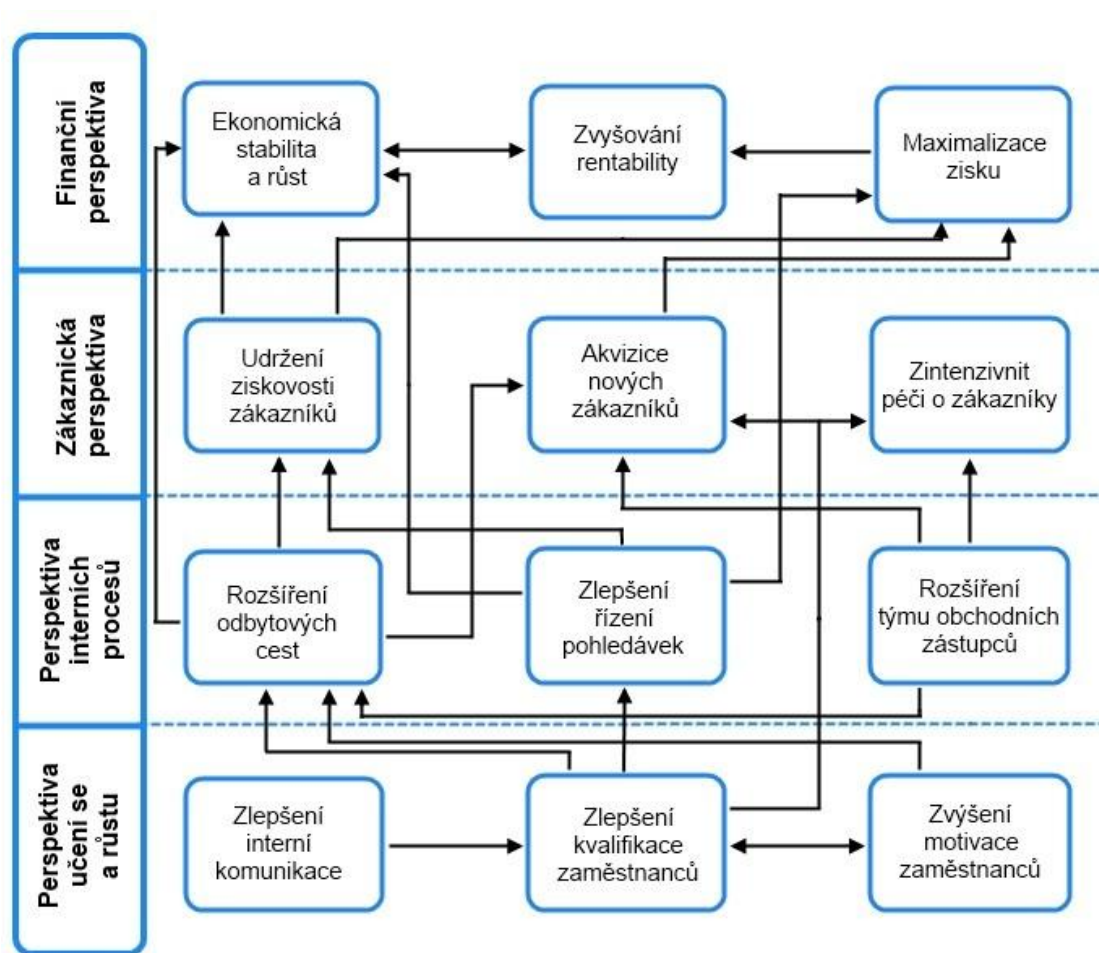 Finanční
perspektiva
Ekonomická
stabilita
a růst
Zvyšování
rentability
Maximalizace
zisku
Zákaznická
perspektiva
Udržení
ziskovosti
zákazníků
Akvizice
nových
zákazníků
Zintenzivnit
péči o zákazníky
Perspektiva
interních
procesů
Rozšíření
odbytových
cest
Zlepšení
řízení
pohledávek
Rozšíření
týmu obchodních
zástupců
Perspektiva
učení se
a růstu
Zlepšení
interní
komunikace
Zlepšení
kvalifikace
zaměstnanců
Zvýšení
motivace
zaměstnanců